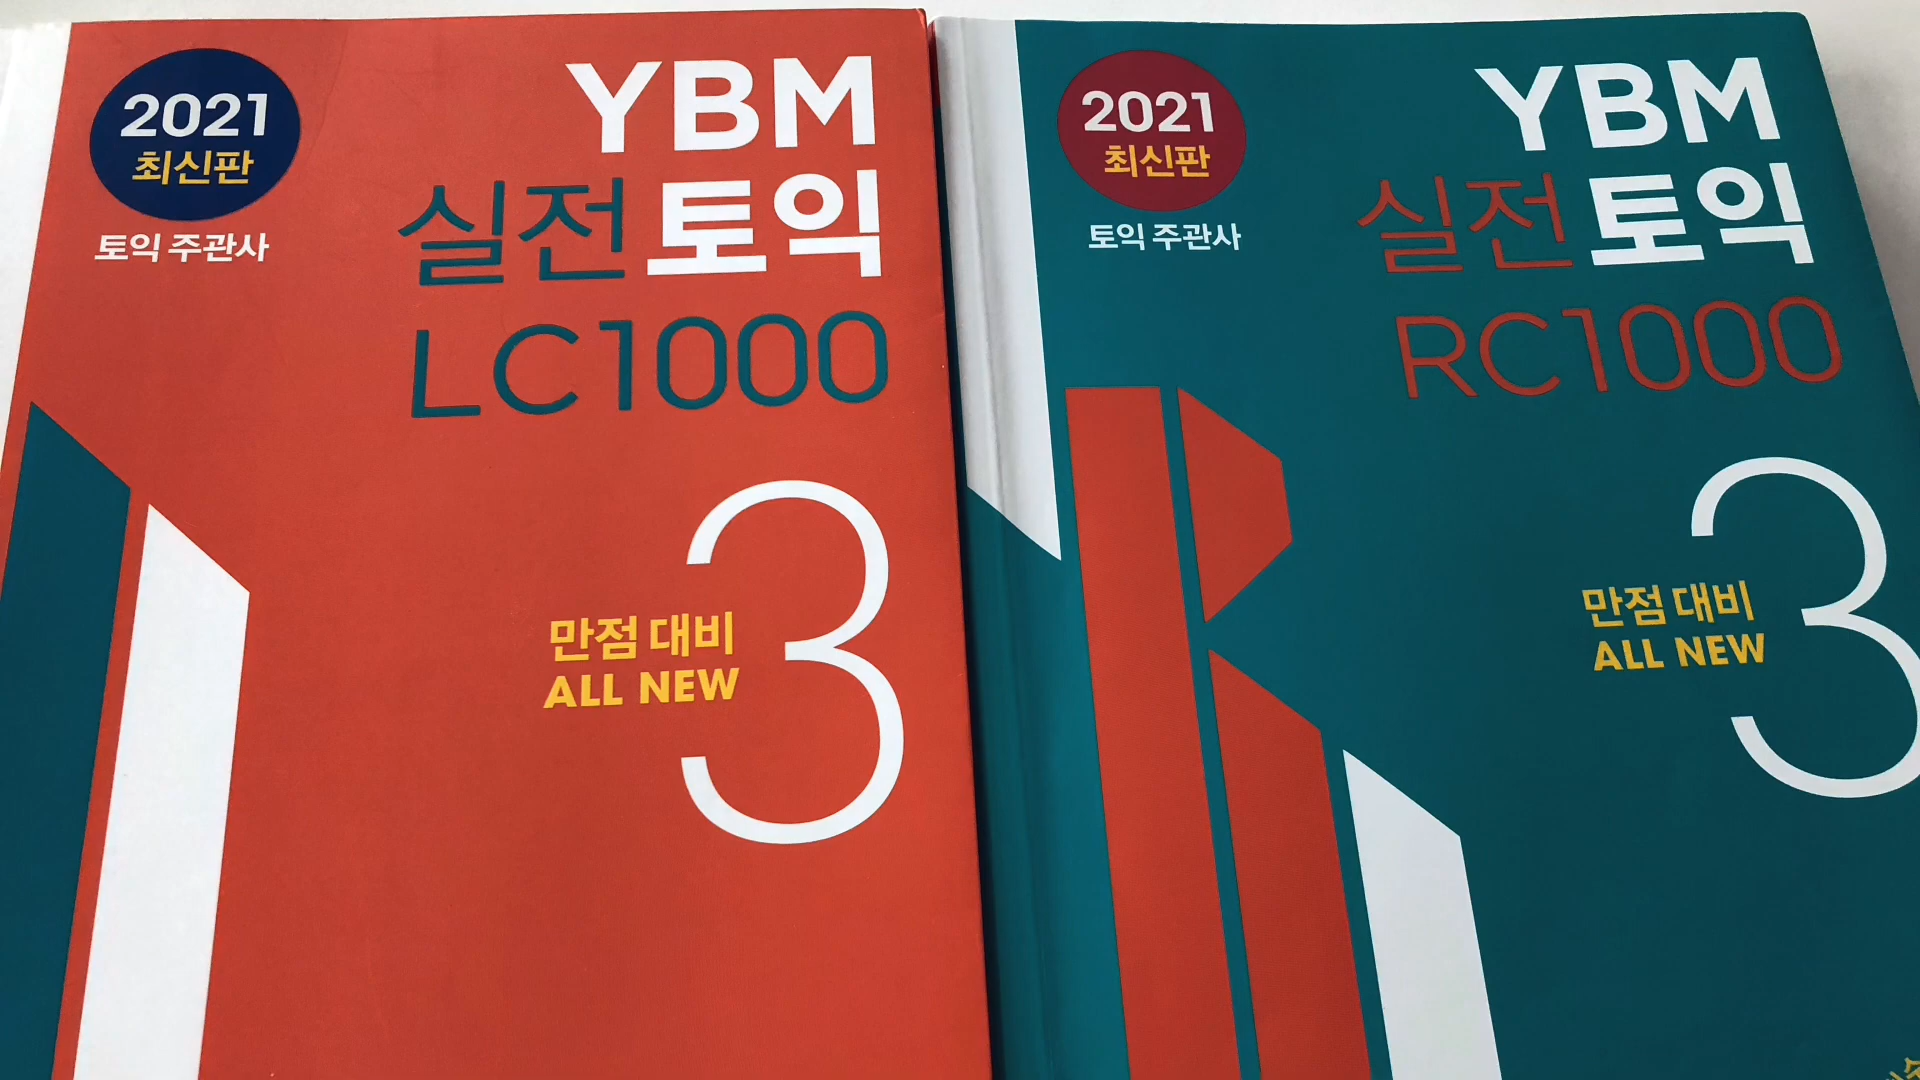 2021
최신판
토익 주관사
YBM
실전토익
LC1000
3
만점 대비
ALL NEW
2021
최신판
토익 주관사
YBM
실전토익
RC1000
3
만점 대비
ALL NEW